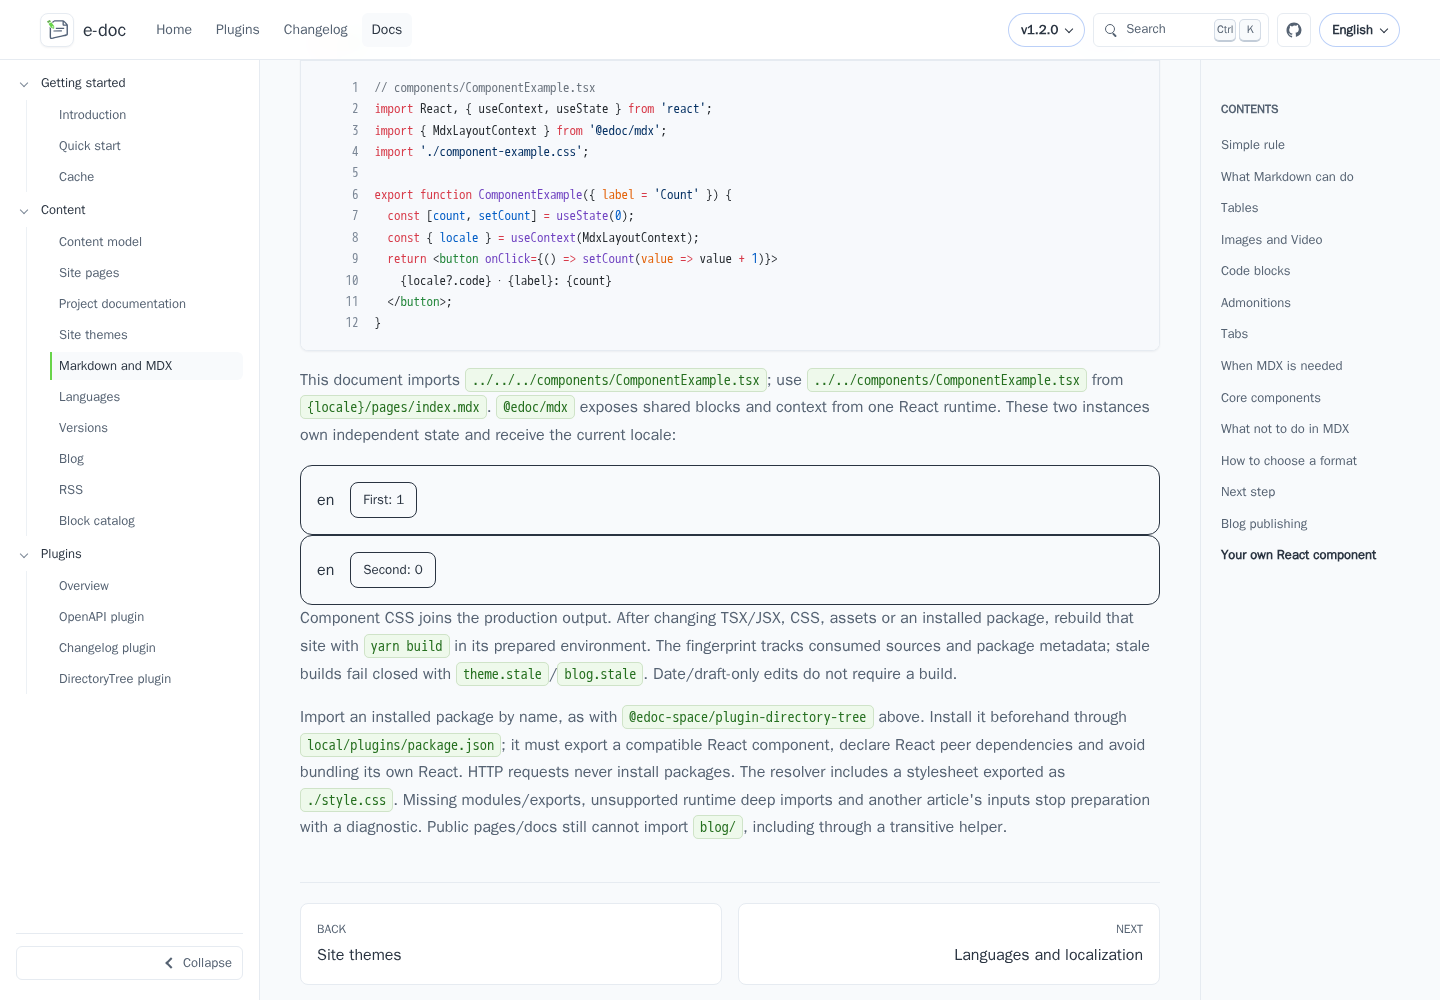 e-doc
Home
Plugins
Changelog
Docs
v1.2.0
Search
Ctrl
K
English
Getting started
Introduction
Quick start
Cache
Content
Content model
Site pages
Project documentation
Site themes
Markdown and MDX
Languages
Versions
Blog
RSS
Block catalog
Plugins
Overview
OpenAPI plugin
Changelog plugin
DirectoryTree plugin
Collapse
1 // components/ComponentExample.tsx
2 import React, { useContext, useState } from 'react';
3 import { MdxLayoutContext } from '@edoc/mdx';
4 import './component-example.css';
5
6 export function ComponentExample({ label = 'Count' }) {
7   const [count, setCount] = useState(0);
8   const { locale } = useContext(MdxLayoutContext);
9   return <button onClick={() => setCount(value => value + 1)}>
10     {locale?.code} · {label}: {count}
11   </button>;
12 }
This document imports ../../../components/ComponentExample.tsx; use ../../components/ComponentExample.tsx from
{locale}/pages/index.mdx. @edoc/mdx exposes shared blocks and context from one React runtime. These two instances
own independent state and receive the current locale:
en First: 1
en Second: 0
Component CSS joins the production output. After changing TSX/JSX, CSS, assets or an installed package, rebuild that
site with yarn build in its prepared environment. The fingerprint tracks consumed sources and package metadata; stale
builds fail closed with theme.stale/blog.stale. Date/draft-only edits do not require a build.
Import an installed package by name, as with @edoc-space/plugin-directory-tree above. Install it beforehand through
local/plugins/package.json; it must export a compatible React component, declare React peer dependencies and avoid
bundling its own React. HTTP requests never install packages. The resolver includes a stylesheet exported as
./style.css. Missing modules/exports, unsupported runtime deep imports and another article's inputs stop preparation
with a diagnostic. Public pages/docs still cannot import blog/, including through a transitive helper.
BACK
Site themes
NEXT
Languages and localization
CONTENTS
Simple rule
What Markdown can do
Tables
Images and Video
Code blocks
Admonitions
Tabs
When MDX is needed
Core components
What not to do in MDX
How to choose a format
Next step
Blog publishing
Your own React component